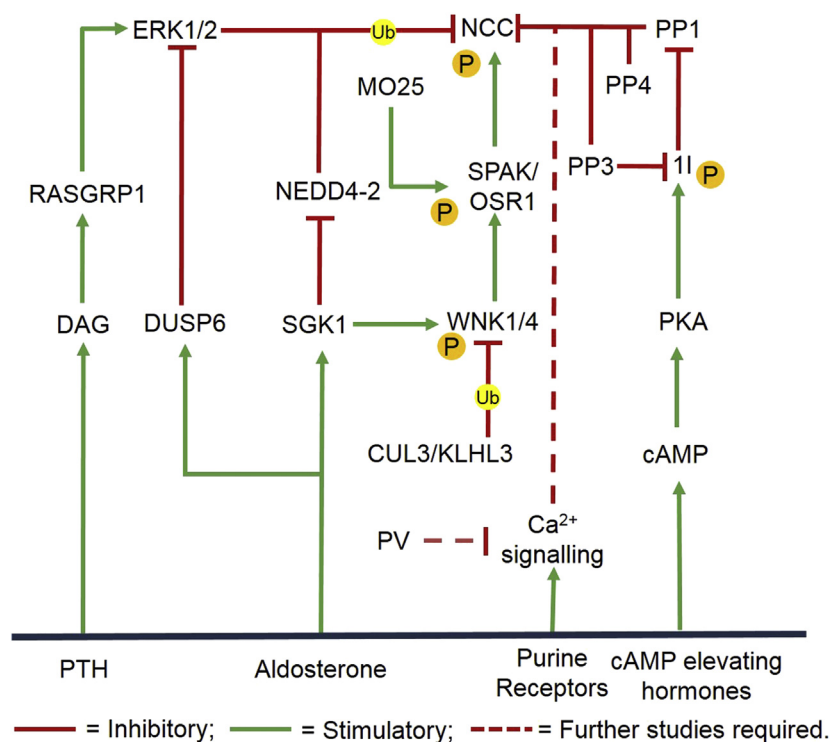 ERK1/2
Ub
NCC
PP1
P
MO25
PP4
PP3
1I
P
RASGRP1
NEDD4-2
SPAK/
OSR1
P
DAG
DUSP6
SGK1
WNK1/4
P
PKA
Ub
CUL3/KLHL3
cAMP
PV
Ca²⁺
signalling
PTH
Aldosterone
Purine
Receptors
cAMP elevating
hormones
= Inhibitory;
= Stimulatory;
= Further studies required.